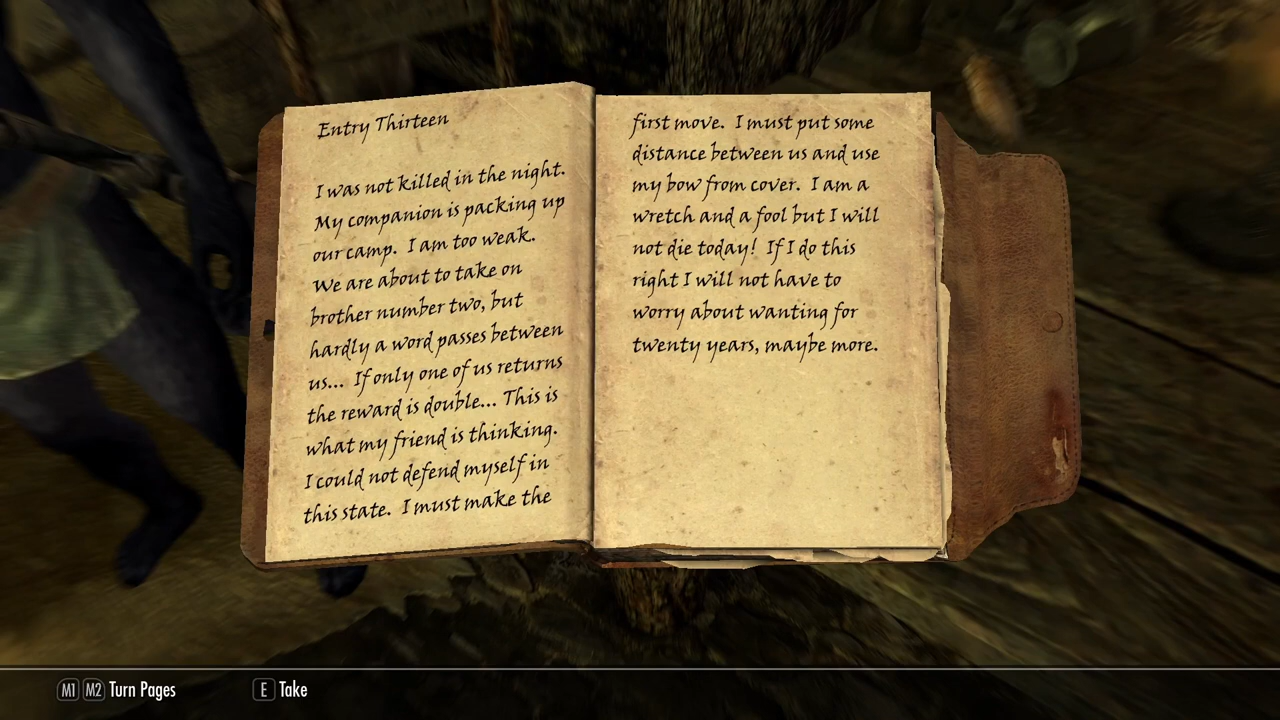 Entry Thirteen
I was not killed in the night.
My companion is packing up
our camp.  I am too weak.
We are about to take on
brother number two, but
hardly a word passes between
us...  If only one of us returns
the reward is double...  This is
what my friend is thinking.
I could not defend myself in
this state.  I must make the
first move.  I must put some
distance between us and use
my bow from cover.  I am a
wretch and a fool but I will
not die today!  If I do this
right I will not have to
worry about wanting for
twenty years, maybe more.
M1 M2 Turn Pages
E Take